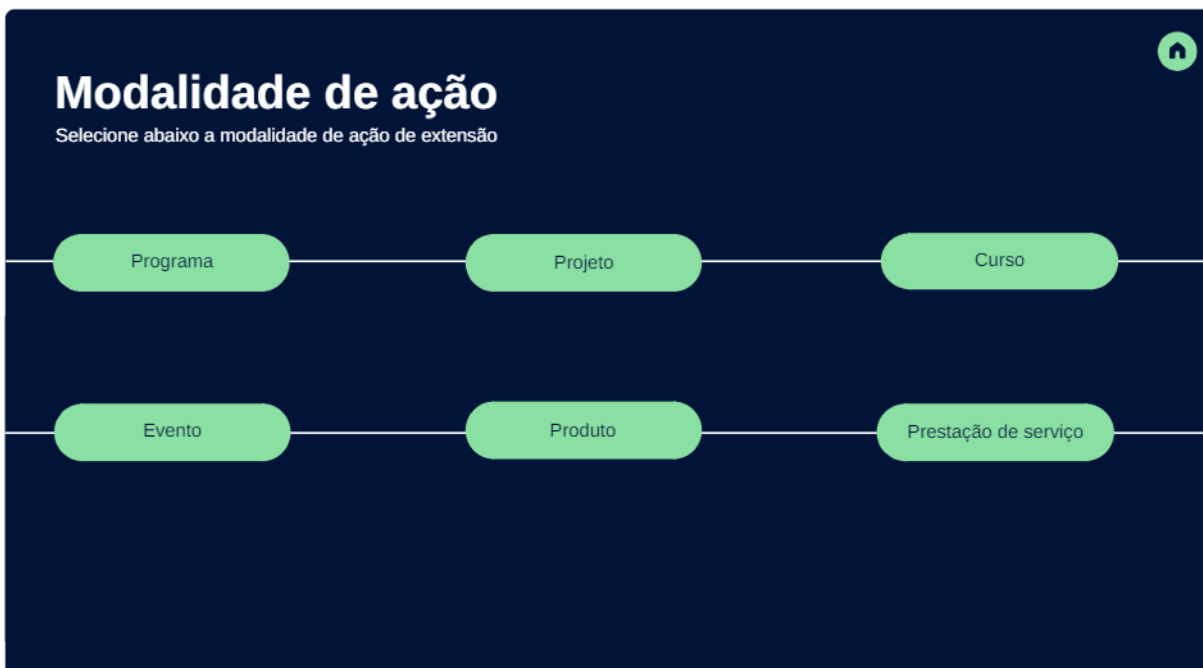 Modalidade de ação
Selecione abaixo a modalidade de ação de extensão
Programa
Projeto
Curso
Evento
Produto
Prestação de serviço